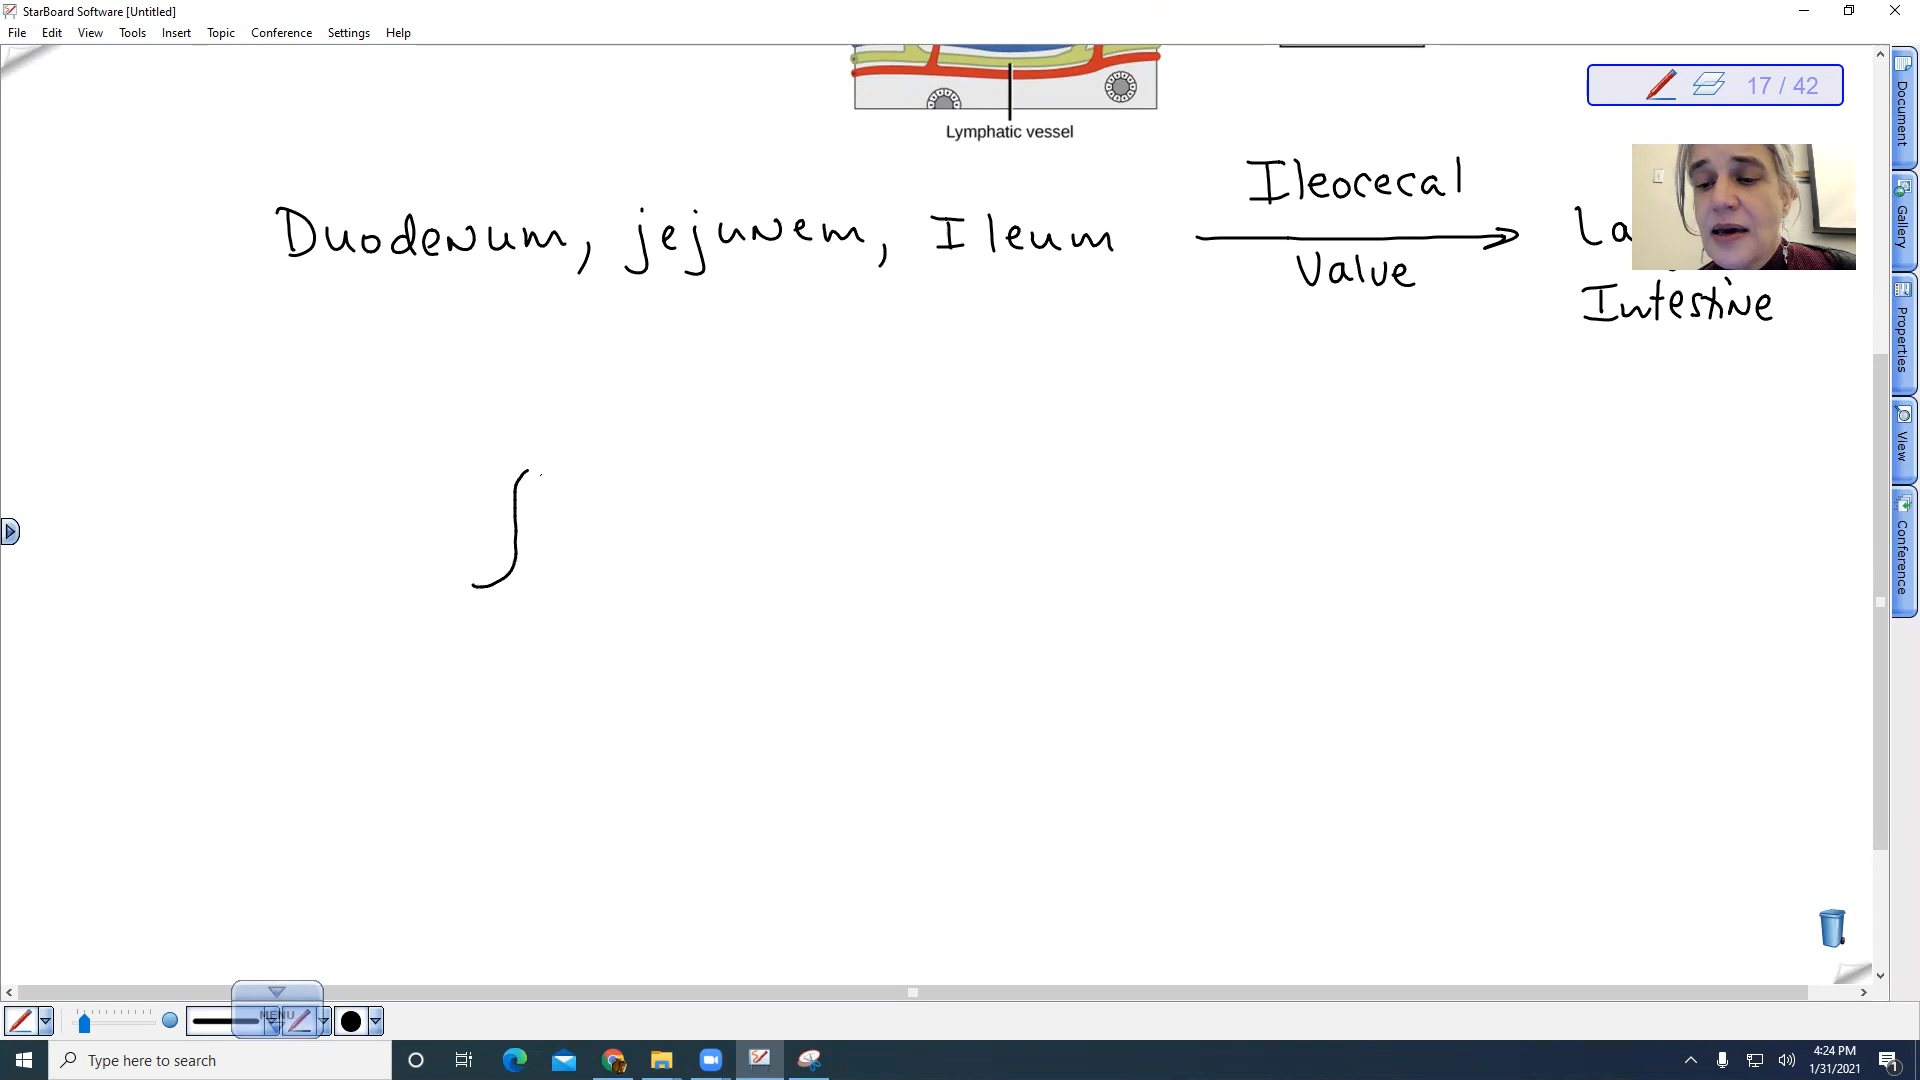 StarBoard Software [Untitled]
File Edit View Tools Insert Topic Conference Settings Help
17 / 42
Lymphatic vessel
Ileocecal
Duodenum, jejunem, Ileum
La
Valve
Intestine
Document
Gallery
Properties
View
Conference
MENU
Type here to search
4:24 PM
1/31/2021
1